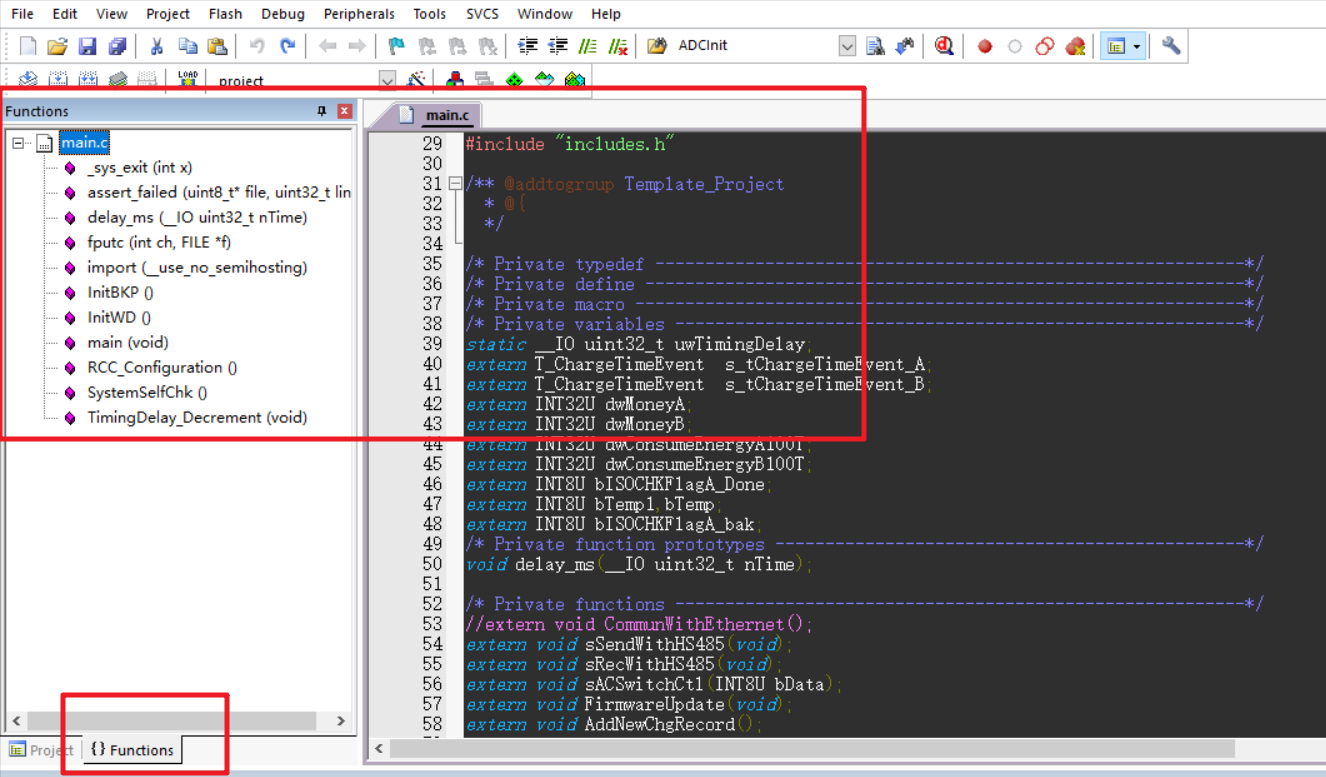 File Edit View Project Flash Debug Peripherals Tools SVCS Window Help
ADCInit
LOAD
project
Functions
main.c
_sys_exit (int x)
assert_failed (uint8_t* file, uint32_t lin
delay_ms (__IO uint32_t nTime)
fputc (int ch, FILE *f)
import (__use_no_semihosting)
InitBKP ()
InitWD ()
main (void)
RCC_Configuration ()
SystemSelfChk ()
TimingDelay_Decrement (void)
Project {} Functions
main.c
29 #include "includes.h"
30
31 /** @addtogroup Template_Project
32 * @{
33 */
34
35 /* Private typedef -----------------------------------------------------------*/
36 /* Private define ------------------------------------------------------------*/
37 /* Private macro -------------------------------------------------------------*/
38 /* Private variables ---------------------------------------------------------*/
39 static __IO uint32_t uwTimingDelay;
40 extern T_ChargeTimeEvent  s_tChargeTimeEvent_A;
41 extern T_ChargeTimeEvent  s_tChargeTimeEvent_B;
42 extern INT32U dwMoneyA;
43 extern INT32U dwMoneyB;
44 extern INT32U dwConsumeEnergyA100T;
45 extern INT32U dwConsumeEnergyB100T;
46 extern INT8U bISOCHKFlagA_Done;
47 extern INT8U bTemp1,bTemp;
48 extern INT8U bISOCHKFlagA_bak;
49 /* Private function prototypes -----------------------------------------------*/
50 void delay_ms(__IO uint32_t nTime);
51
52 /* Private functions ---------------------------------------------------------*/
53 //extern void CommunWithEthernet();
54 extern void sSendWithHS485(void);
55 extern void sRecWithHS485(void);
56 extern void sACSwitchCtl(INT8U bData);
57 extern void FirmwareUpdate(void);
58 extern void AddNewChgRecord();